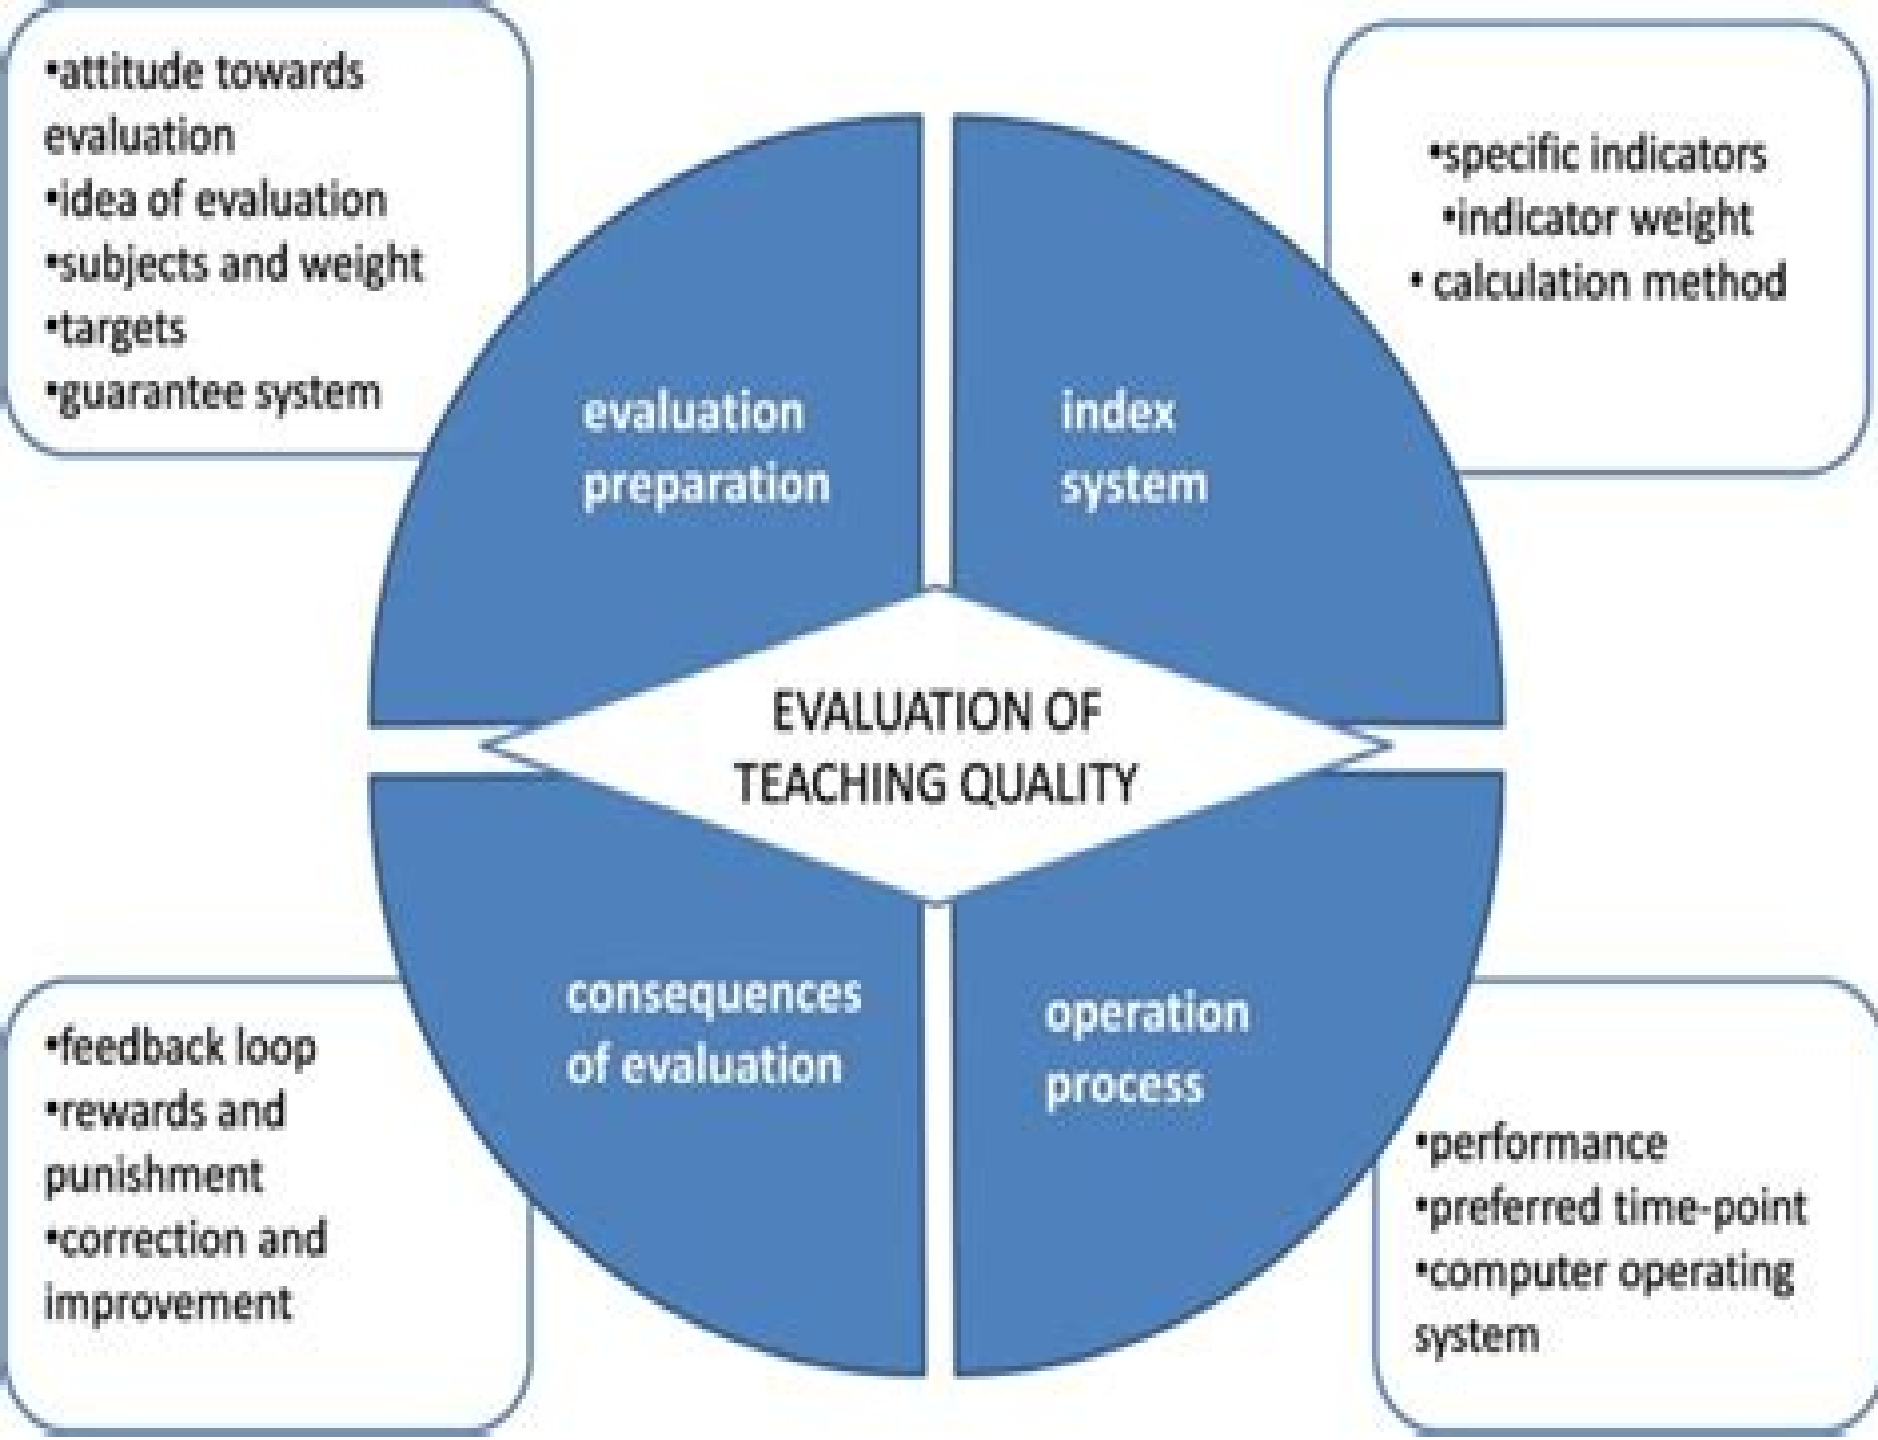 •attitude towards
evaluation
•idea of evaluation
•subjects and weight
•targets
•guarantee system
•specific indicators
•indicator weight
• calculation method
evaluation
preparation
index
system
EVALUATION OF
TEACHING QUALITY
consequences
of evaluation
operation
process
•feedback loop
•rewards and
punishment
•correction and
improvement
•performance
•preferred time-point
•computer operating
system